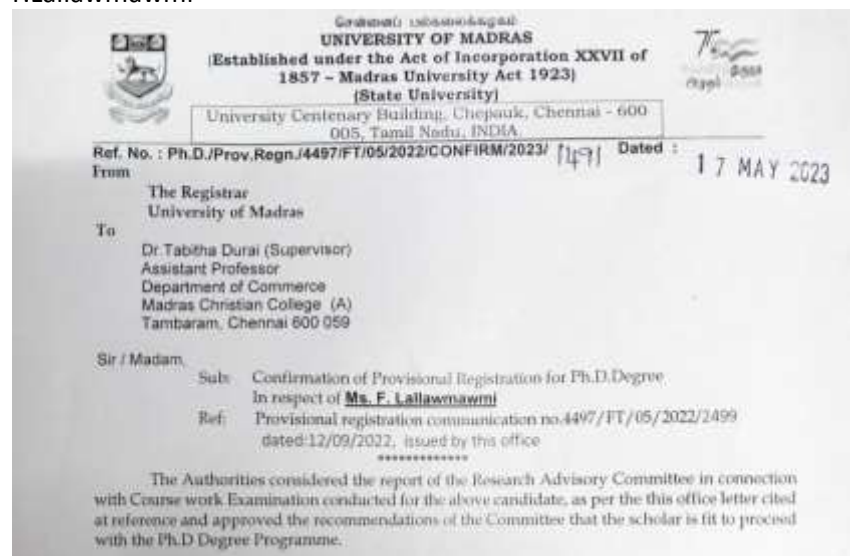 UNIVERSITY OF MADRAS
(Established under the Act of Incorporation XXVII of
1857 – Madras University Act 1923)
(State University)
University Centenary Building, Chepauk, Chennai - 600
005, Tamil Nadu, INDIA.
Ref. No. : Ph.D./Prov.Regn./4497/FT/05/2022/CONFIRM/2023/ 1491 Dated :
17 MAY 2023
From
The Registrar
University of Madras
To
Dr.Tabitha Durai (Supervisor)
Assistant Professor
Department of Commerce
Madras Christian College (A)
Tambaram, Chennai 600 059
Sir / Madam,
Sub: Confirmation of Provisional Registration for Ph.D.Degree
In respect of Ms. F. Lallawmawmi
Ref: Provisional registration communication no.4497/FT/05/2022/2499
dated:12/09/2022, issued by this office
*************
The Authorities considered the report of the Research Advisory Committee in connection
with Course work Examination conducted for the above candidate, as per the this office letter cited
at reference and approved the recommendations of the Committee that the scholar is fit to proceed
with the Ph.D Degree Programme.